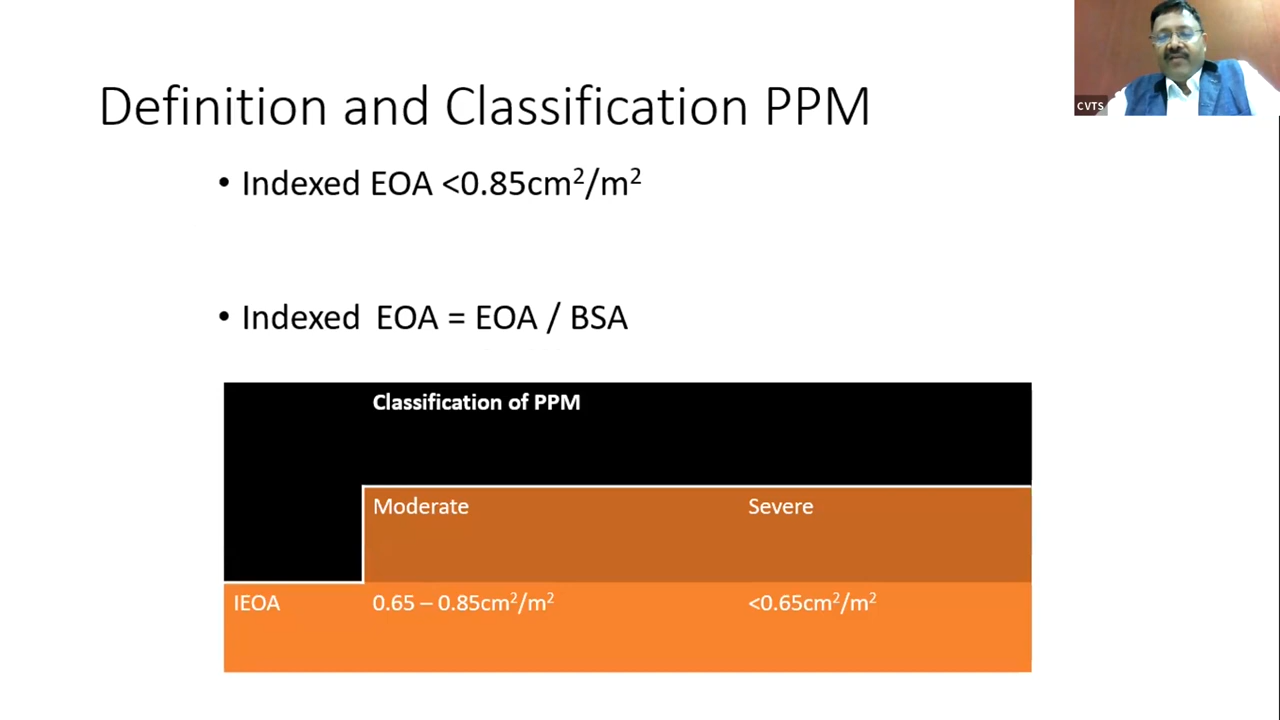 Definition and Classification PPM
CVTS
• Indexed EOA <0.85cm²/m²
• Indexed EOA = EOA / BSA
Classification of PPM
Moderate Severe
IEOA 0.65 – 0.85cm²/m² <0.65cm²/m²